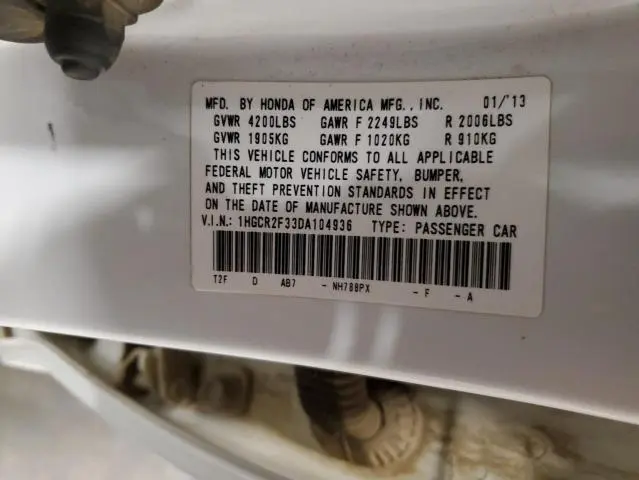 MFD. BY HONDA OF AMERICA MFG., INC. 01/'13
GVWR 4200LBS GAWR F 2249LBS R 2006LBS
GVWR 1905KG GAWR F 1020KG R 910KG
THIS VEHICLE CONFORMS TO ALL APPLICABLE
FEDERAL MOTOR VEHICLE SAFETY, BUMPER,
AND THEFT PREVENTION STANDARDS IN EFFECT
ON THE DATE OF MANUFACTURE SHOWN ABOVE.
V.I.N.: 1HGCR2F33DA104936 TYPE: PASSENGER CAR
T2F D AB7 - NH788PX - F - A